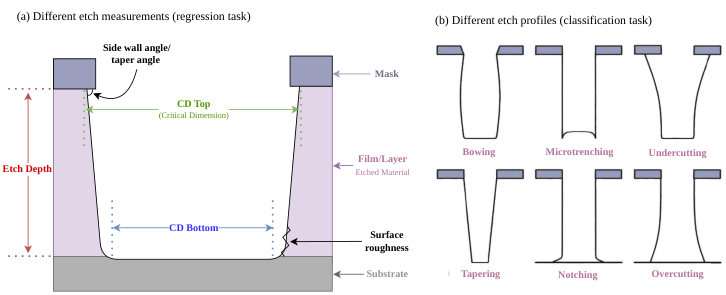 (a) Different etch measurements (regression task)
Side wall angle/
taper angle
Mask
CD Top
(Critical Dimension)
Film/Layer
Etched Material
Etch Depth
CD Bottom
Surface
roughness
Substrate
(b) Different etch profiles (classification task)
Bowing
Microtrenching
Undercutting
Tapering
Notching
Overcutting